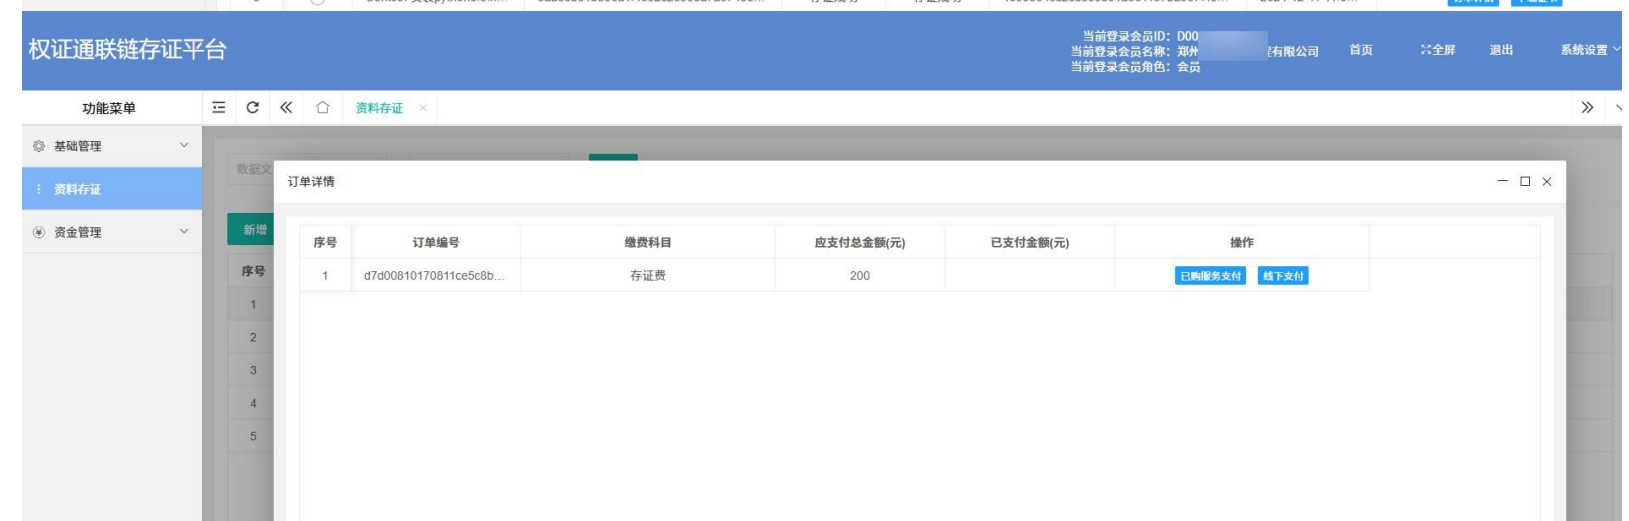 权证通联链存证平台
当前登录会员ID: D00
当前登录会员名称: 郑州 有限公司
当前登录会员角色: 会员
首页 全屏 退出 系统设置
功能菜单 资料存证
基础管理
资料存证
资金管理
数据文
新增
订单详情
序号 订单编号 缴费科目 应支付总金额(元) 已支付金额(元) 操作
1 d7d00810170811ce5c8b... 存证费 200 已购服务支付 线下支付
序号
1
2
3
4
5